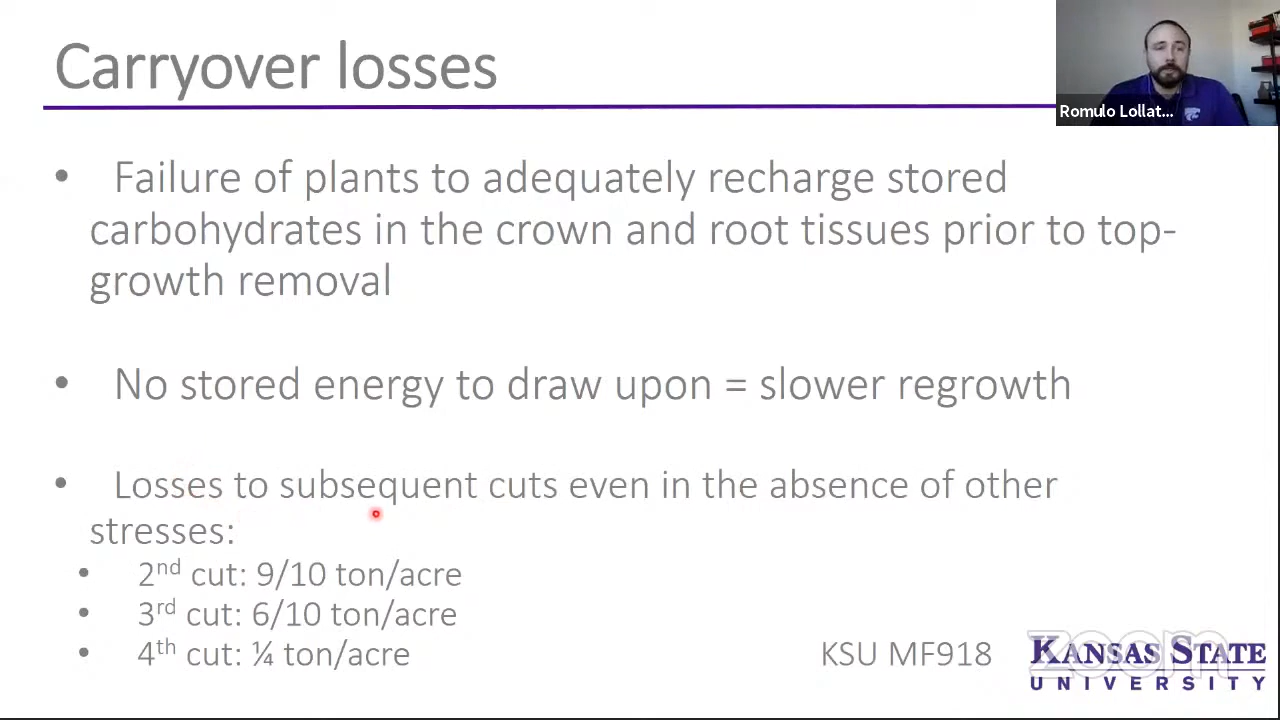 Carryover losses
Romulo Lollat...
• Failure of plants to adequately recharge stored
carbohydrates in the crown and root tissues prior to top-
growth removal
• No stored energy to draw upon = slower regrowth
• Losses to subsequent cuts even in the absence of other
stresses:
• 2nd cut: 9/10 ton/acre
• 3rd cut: 6/10 ton/acre
• 4th cut: ¼ ton/acre
KSU MF918
zoom
KANSAS STATE
UNIVERSITY